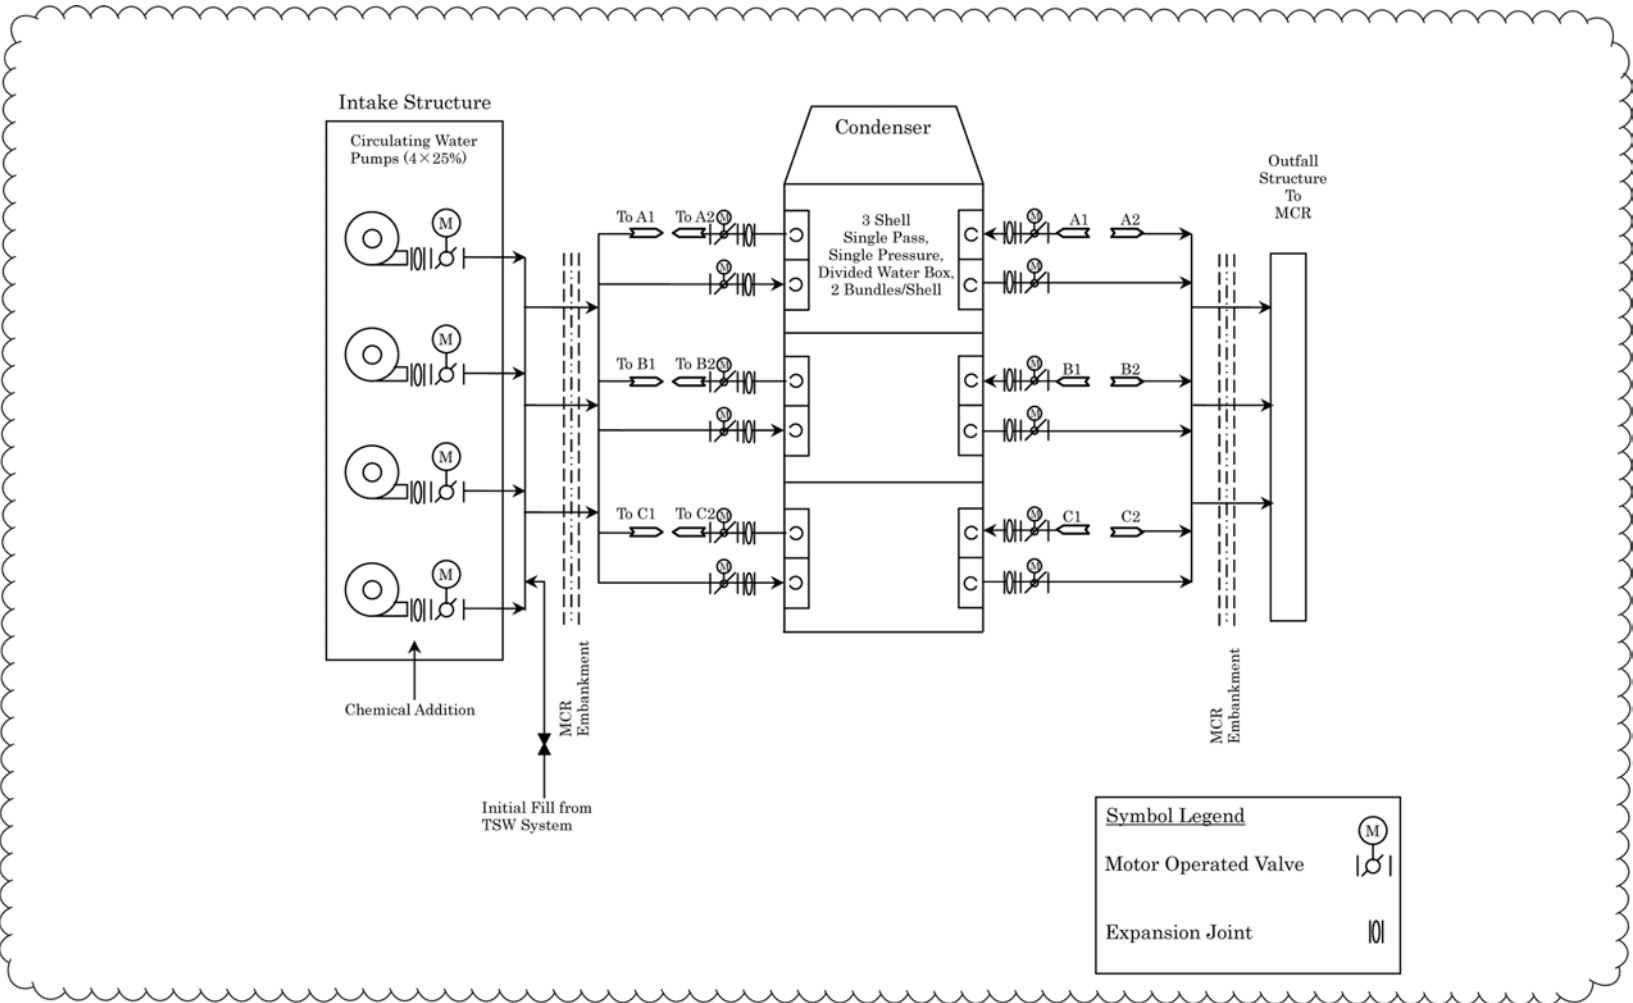 Intake Structure
Circulating Water
Pumps (4×25%)
M
M
M
M
Chemical Addition
Initial Fill from
TSW System
MCR
Embankment
To A1
To A2
M
M
To B1
To B2
M
M
To C1
To C2
M
M
Condenser
3 Shell
Single Pass,
Single Pressure,
Divided Water Box,
2 Bundles/Shell
M
A1
A2
M
M
B1
B2
M
M
C1
C2
M
MCR
Embankment
Outfall
Structure
To
MCR
Symbol Legend
M
Motor Operated Valve
Expansion Joint